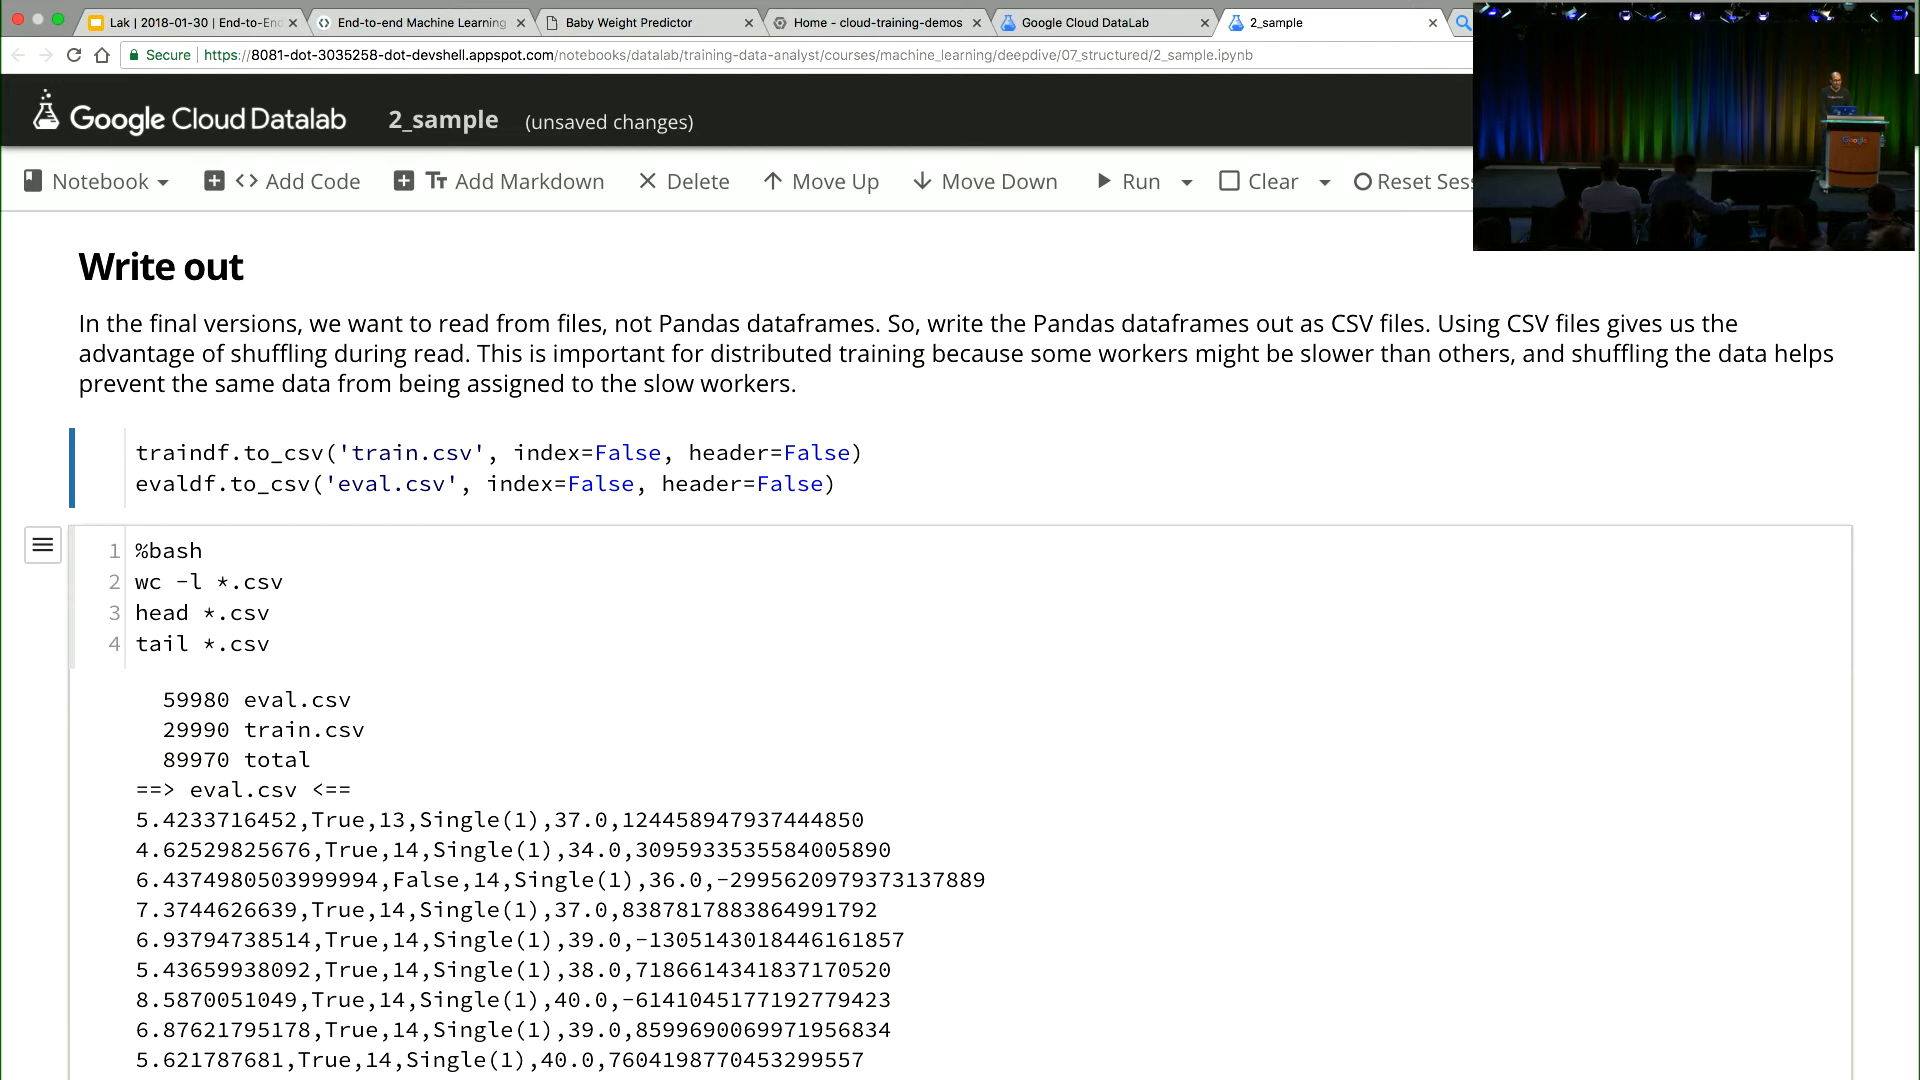 Lak | 2018-01-30 | End-to-End
End-to-end Machine Learning
Baby Weight Predictor
Home - cloud-training-demos
Google Cloud DataLab
2_sample
Secure
https://8081-dot-3035258-dot-devshell.appspot.com/notebooks/datalab/training-data-analyst/courses/machine_learning/deepdive/07_structured/2_sample.ipynb
Google Cloud Datalab 2_sample (unsaved changes)
Notebook Add Code Add Markdown Delete Move Up Move Down Run Clear Reset Sess
Write out
In the final versions, we want to read from files, not Pandas dataframes. So, write the Pandas dataframes out as CSV files. Using CSV files gives us the
advantage of shuffling during read. This is important for distributed training because some workers might be slower than others, and shuffling the data helps
prevent the same data from being assigned to the slow workers.
traindf.to_csv('train.csv', index=False, header=False)
evaldf.to_csv('eval.csv', index=False, header=False)
1 %bash
2 wc -l *.csv
3 head *.csv
4 tail *.csv
59980 eval.csv
29990 train.csv
89970 total
==> eval.csv <==
5.4233716452,True,13,Single(1),37.0,124458947937444850
4.62529825676,True,14,Single(1),34.0,3095933535584005890
6.4374980503999994,False,14,Single(1),36.0,-2995620979373137889
7.3744626639,True,14,Single(1),37.0,8387817883864991792
6.93794738514,True,14,Single(1),39.0,-1305143018446161857
5.43659938092,True,14,Single(1),38.0,7186614341837170520
8.5870051049,True,14,Single(1),40.0,-6141045177192779423
6.87621795178,True,14,Single(1),39.0,8599690069971956834
5.621787681,True,14,Single(1),40.0,7604198770453299557
Google